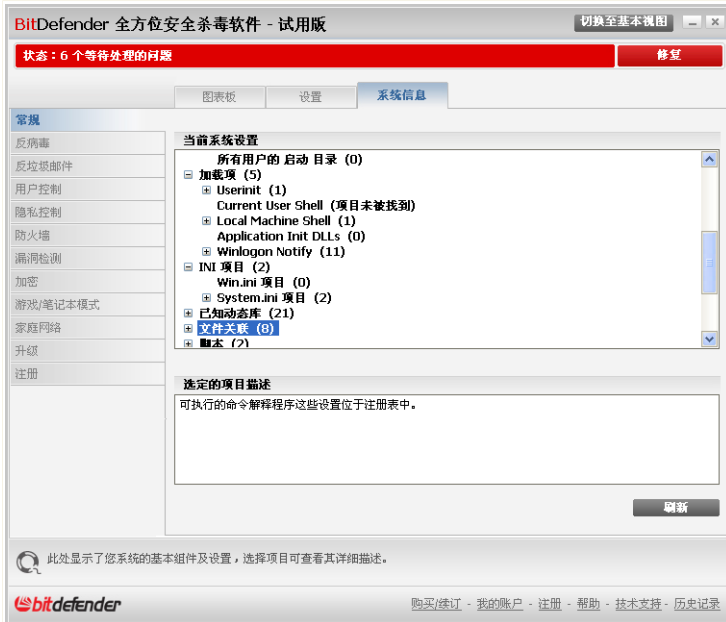 BitDefender 全方位安全杀毒软件 - 试用版
切换至基本视图
状态：6 个等待处理的问题
修复
图表板
设置
系统信息
常规
反病毒
反垃圾邮件
用户控制
隐私控制
防火墙
漏洞检测
加密
游戏/笔记本模式
家庭网络
升级
注册
当前系统设置
所有用户的 启动 目录 (0)
加载项 (5)
Userinit (1)
Current User Shell (项目未被找到)
Local Machine Shell (1)
Application Init DLLs (0)
Winlogon Notify (11)
INI 项目 (2)
Win.ini 项目 (0)
System.ini 项目 (2)
已知动态库 (21)
文件关联 (8)
脚本 (2)
选定的项目描述
可执行的命令解释程序这些设置位于注册表中。
刷新
此处显示了您系统的基本组件及设置，选择项目可查看其详细描述。
bitdefender
购买/续订 - 我的账户 - 注册 - 帮助 - 技术支持 - 历史记录